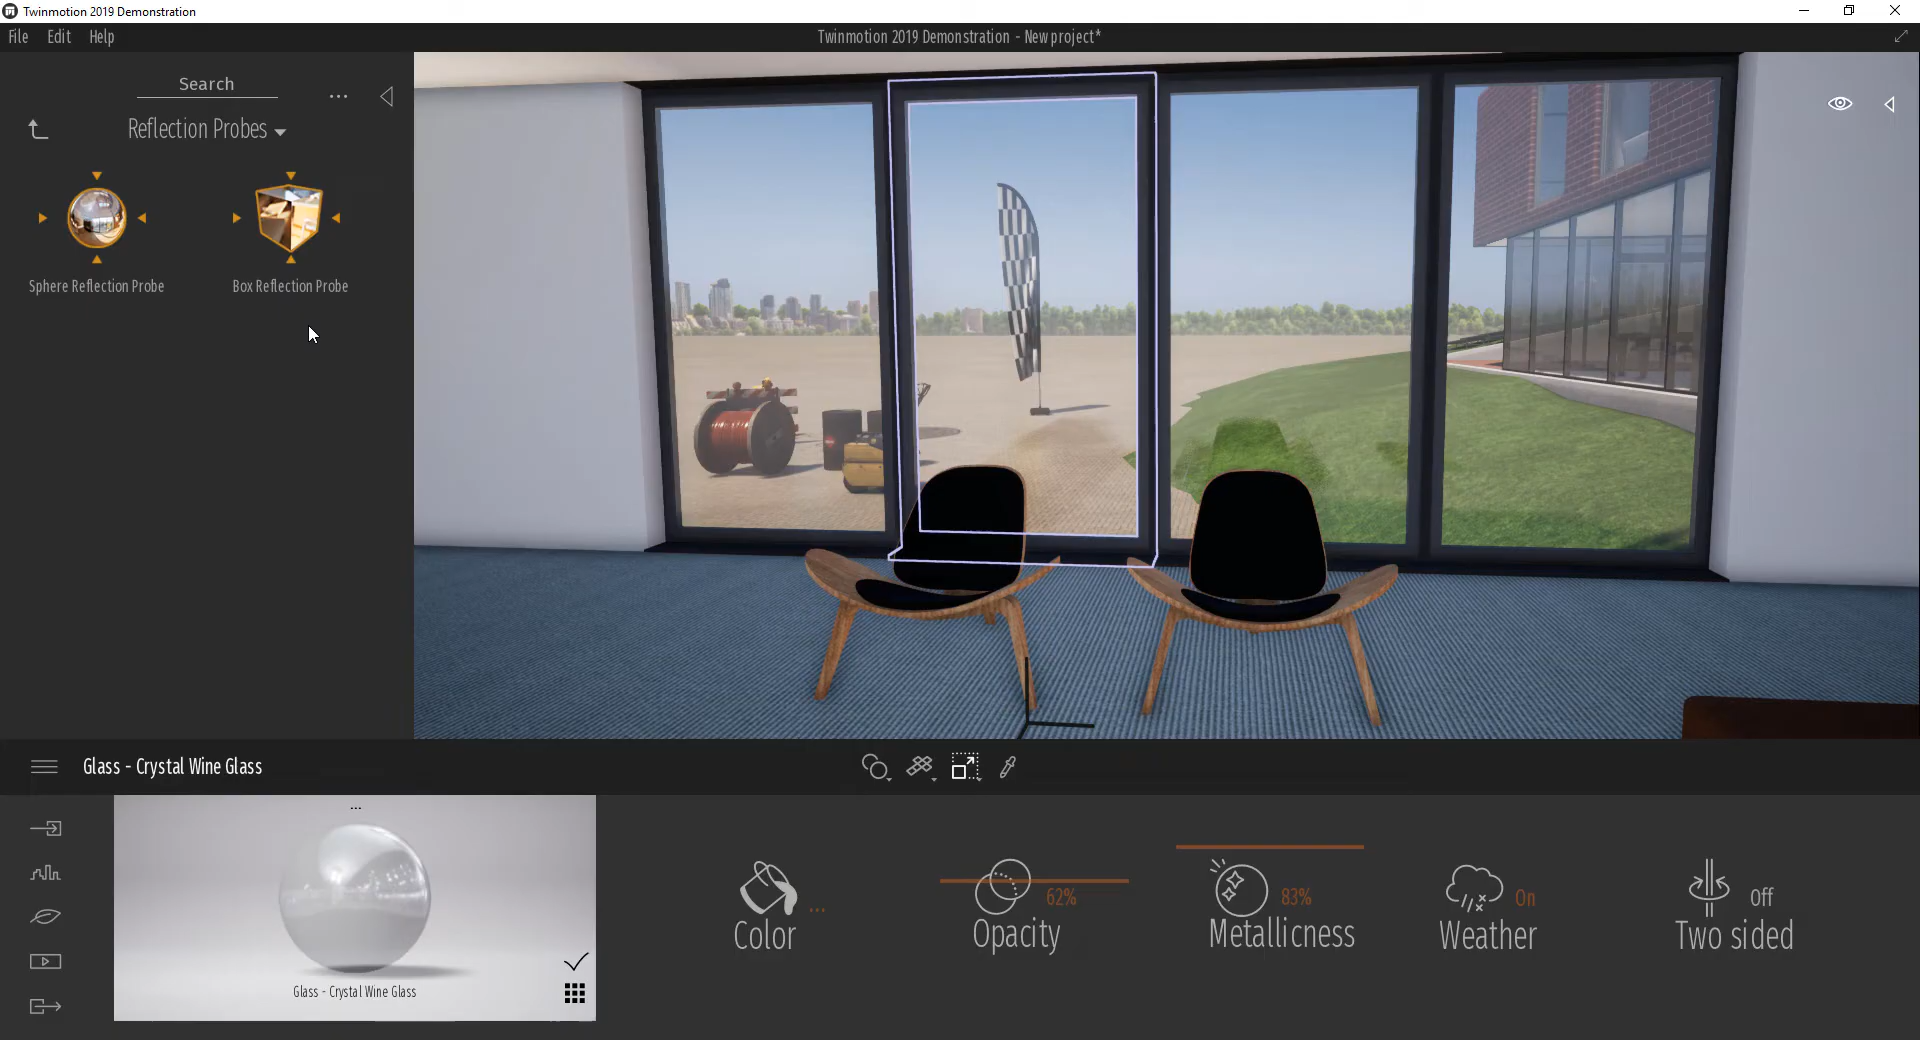 Twinmotion 2019 Demonstration
File Edit Help
Twinmotion 2019 Demonstration - New project*
Search
Reflection Probes
Sphere Reflection Probe
Box Reflection Probe
Glass - Crystal Wine Glass
Glass - Crystal Wine Glass
Color ...
Opacity 62%
Metallicness 83%
Weather On
Two sided Off